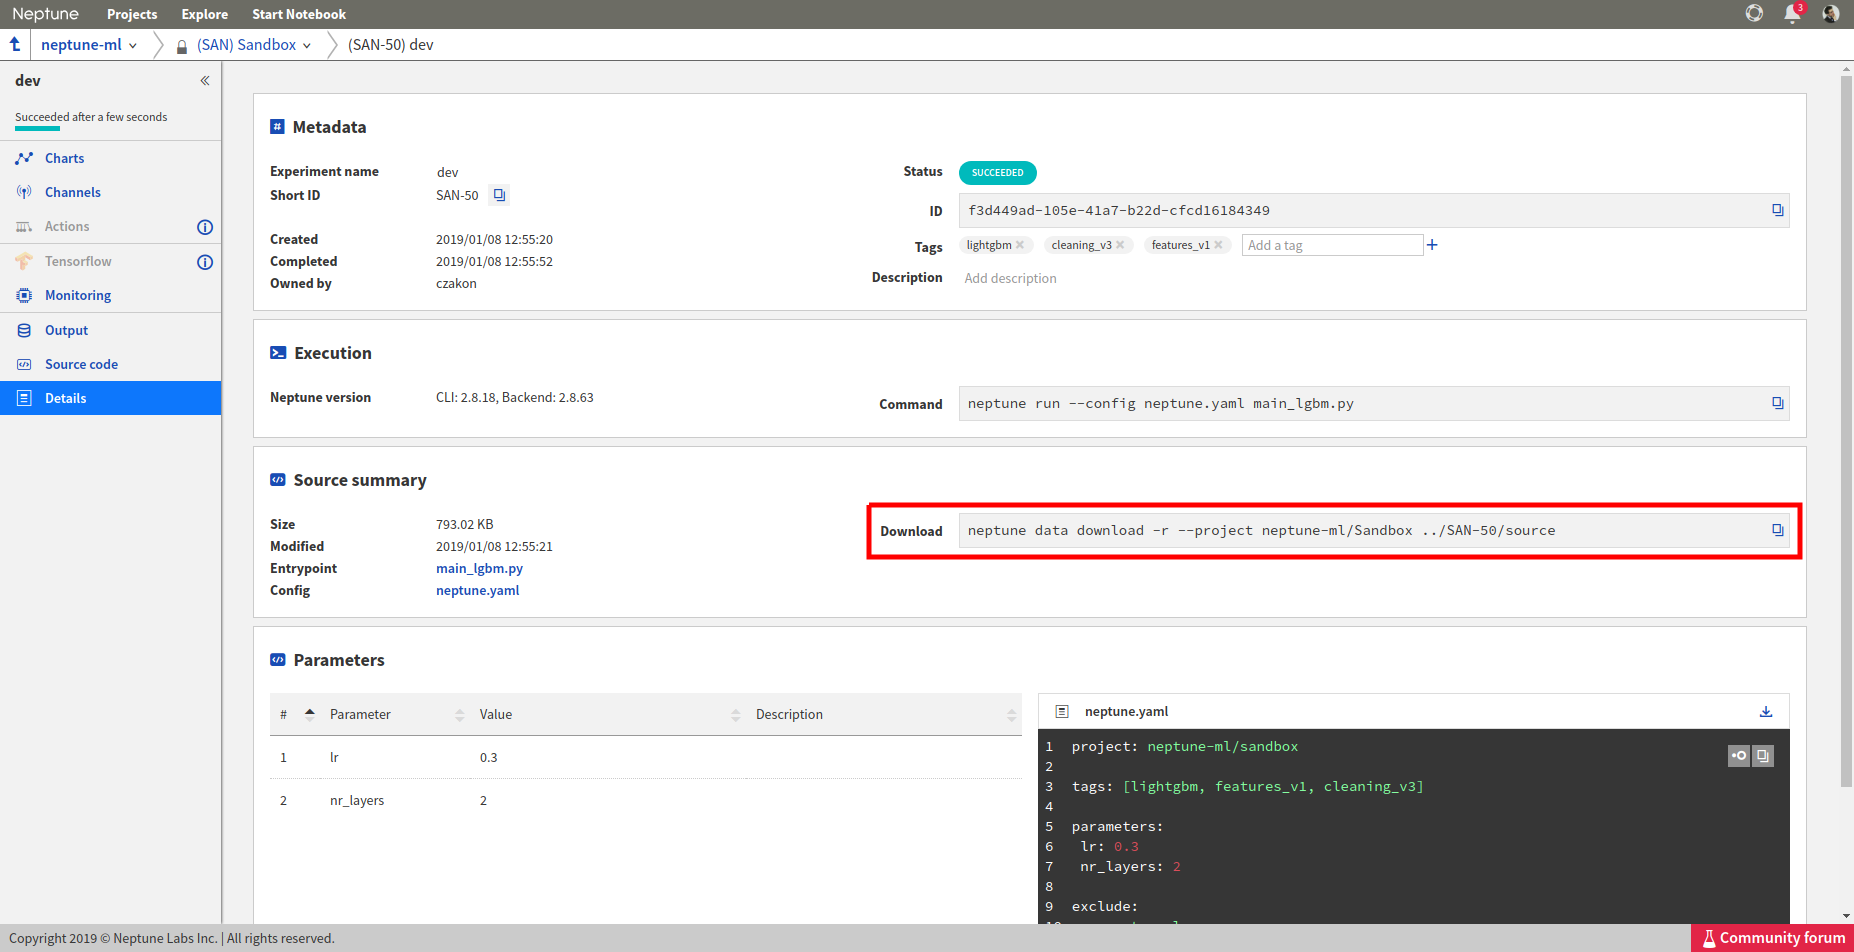 Neptune Projects Explore Start Notebook 3
neptune-ml (SAN) Sandbox (SAN-50) dev
dev
Succeeded after a few seconds
Charts
Channels
Actions
Tensorflow
Monitoring
Output
Source code
Details
# Metadata
Experiment name dev
Short ID SAN-50
Created 2019/01/08 12:55:20
Completed 2019/01/08 12:55:52
Owned by czakon
Status SUCCEEDED
ID f3d449ad-105e-41a7-b22d-cfcd16184349
Tags lightgbm cleaning_v3 features_v1 Add a tag
Description Add description
Execution
Neptune version CLI: 2.8.18, Backend: 2.8.63
Command neptune run --config neptune.yaml main_lgbm.py
Source summary
Size 793.02 KB
Modified 2019/01/08 12:55:21
Entrypoint main_lgbm.py
Config neptune.yaml
Download neptune data download -r --project neptune-ml/Sandbox ../SAN-50/source
Parameters
# Parameter Value Description
1 lr 0.3
2 nr_layers 2
neptune.yaml
1 project: neptune-ml/sandbox
2
3 tags: [lightgbm, features_v1, cleaning_v3]
4
5 parameters:
6 lr: 0.3
7 nr_layers: 2
8
9 exclude:
Copyright 2019 © Neptune Labs Inc. | All rights reserved.
Community forum